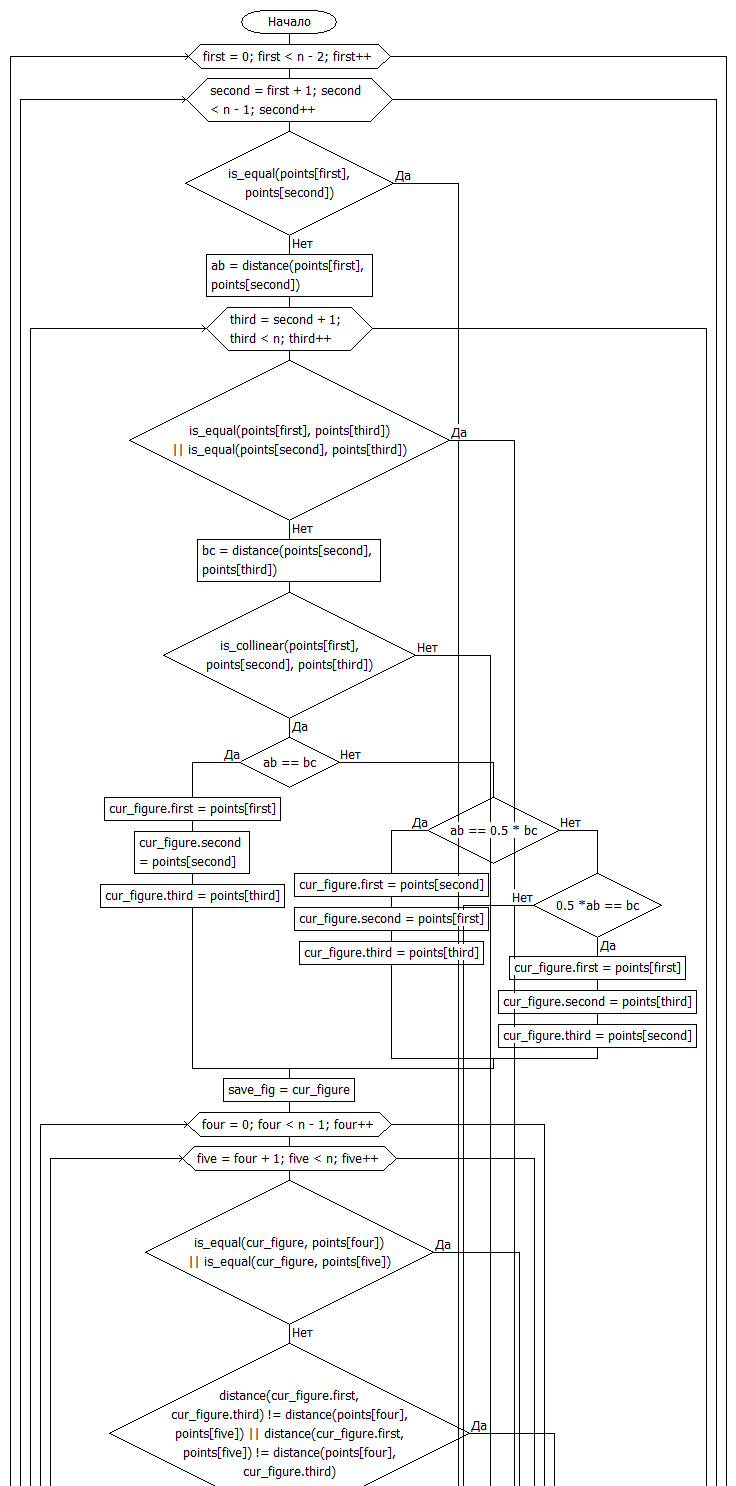 Начало
first = 0; first < n - 2; first++
second = first + 1; second
< n - 1; second++
is_equal(points[first],
points[second])
Да
Нет
ab = distance(points[first],
points[second])
third = second + 1;
third < n; third++
is_equal(points[first], points[third])
|| is_equal(points[second], points[third])
Да
Нет
bc = distance(points[second],
points[third])
is_collinear(points[first],
points[second], points[third])
Нет
Да
Да
ab == bc
Нет
cur_figure.first = points[first]
cur_figure.second
= points[second]
cur_figure.third = points[third]
Да
ab == 0.5 * bc
Нет
cur_figure.first = points[second]
cur_figure.second = points[first]
cur_figure.third = points[third]
Нет
0.5 *ab == bc
Да
cur_figure.first = points[first]
cur_figure.second = points[third]
cur_figure.third = points[second]
save_fig = cur_figure
four = 0; four < n - 1; four++
five = four + 1; five < n; five++
is_equal(cur_figure, points[four])
|| is_equal(cur_figure, points[five])
Да
Нет
distance(cur_figure.first,
cur_figure.third) != distance(points[four],
points[five]) || distance(cur_figure.first,
points[five]) != distance(points[four],
cur_figure.third)
Да